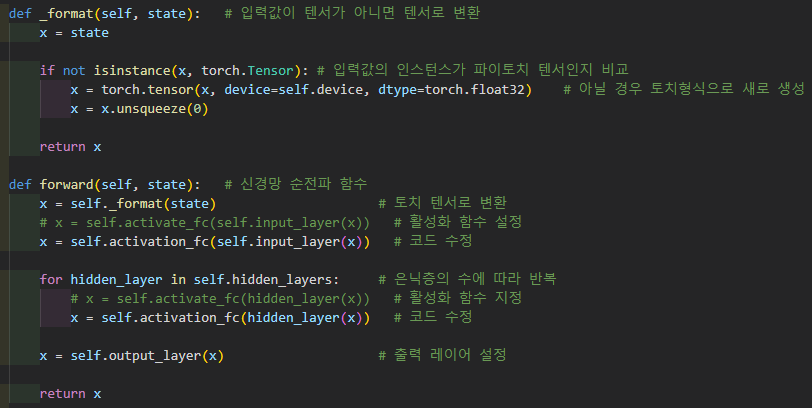 def _format(self, state):   # 입력값이 텐서가 아니면 텐서로 변환
    x = state

    if not isinstance(x, torch.Tensor): # 입력값의 인스턴스가 파이토치 텐서인지 비교
        x = torch.tensor(x, device=self.device, dtype=torch.float32)    # 아닐 경우 토치형식으로 새로 생성
        x = x.unsqueeze(0)

    return x

def forward(self, state):   # 신경망 순전파 함수
    x = self._format(state)                     # 토치 텐서로 변환
    # x = self.activate_fc(self.input_layer(x))   # 활성화 함수 설정
    x = self.activation_fc(self.input_layer(x))   # 코드 수정

    for hidden_layer in self.hidden_layers:     # 은닉층의 수에 따라 반복
        # x = self.activate_fc(hidden_layer(x))   # 활성화 함수 지정
        x = self.activation_fc(hidden_layer(x))   # 코드 수정

    x = self.output_layer(x)                    # 출력 레이어 설정

    return x